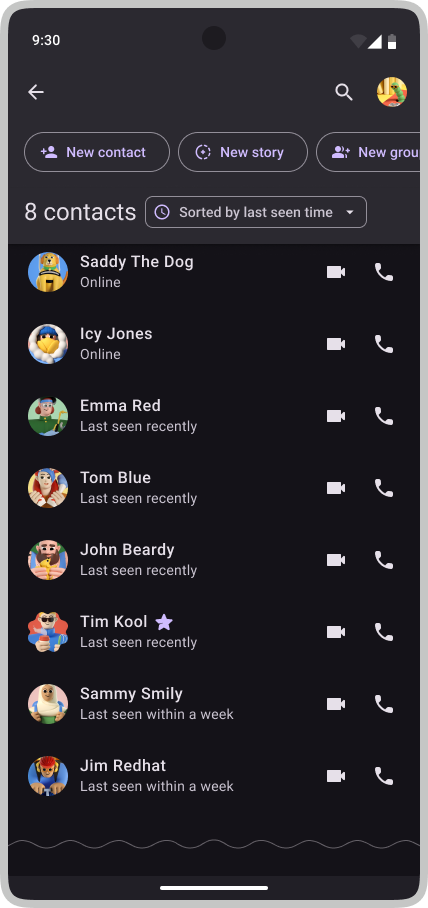 9:30
New contact
New story
New grou
8 contacts
Sorted by last seen time
Saddy The Dog
Online
Icy Jones
Online
Emma Red
Last seen recently
Tom Blue
Last seen recently
John Beardy
Last seen recently
Tim Kool
Last seen recently
Sammy Smily
Last seen within a week
Jim Redhat
Last seen within a week